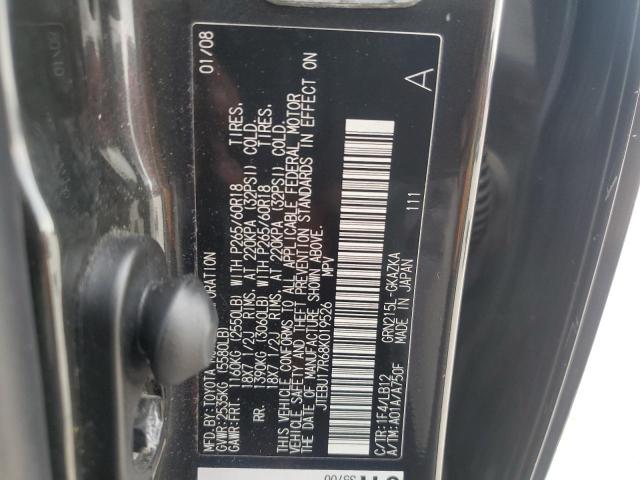 MFD.BY:TOYOTA ORATION 01/08
GVWR:2535KG (5580LB)
GAWR:FRT 1160KG (2550LB) WITH P265/60R18 TIRES.
18X7 1/2J RIMS, AT 220KPA (32PSI) COLD.
RR. 1390KG (3060LB) WITH P265/60R18 TIRES.
18X7 1/2J RIMS, AT 220KPA (32PSI) COLD.
THIS VEHICLE CONFORMS TO ALL APPLICABLE FEDERAL MOTOR
VEHICLE SAFETY AND THEFT PREVENTION STANDARDS IN EFFECT ON
THE DATE OF MANUFACTURE SHOWN ABOVE.
JTEBU17R68K019526 MPV
A
111
C/TR:1F4/LB12 GRN215L-GKAZKA
A/TM:A01A/A750F MADE IN JAPAN
35700